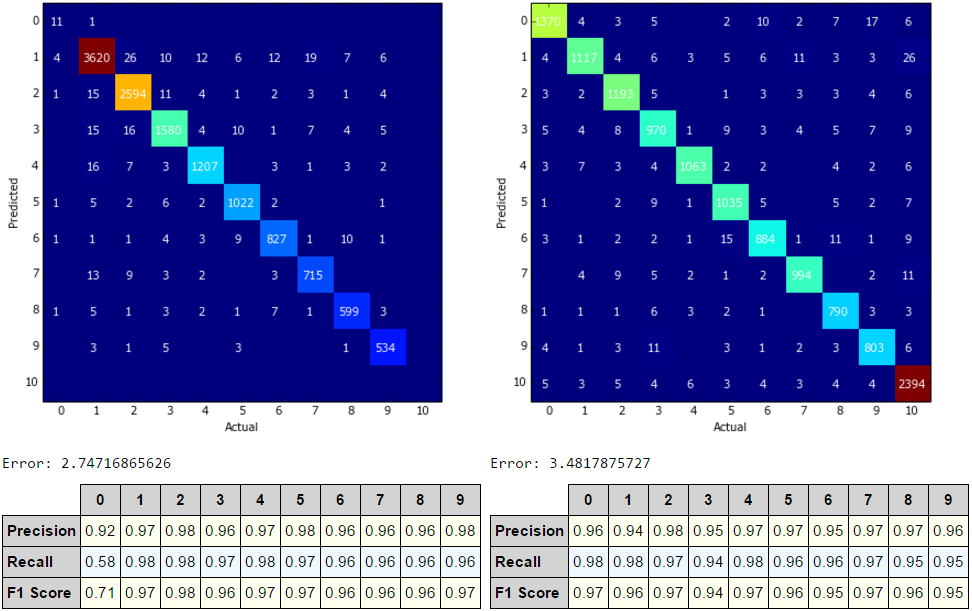 Predicted
0 11 1
1 4 3620 26 10 12 6 12 19 7 6
2 1 15 2594 11 4 1 2 3 1 4
3 15 16 1580 4 10 1 7 4 5
4 16 7 3 1207 3 1 3 2
5 1 5 2 6 2 1022 2 1
6 1 1 1 4 3 9 827 1 10 1
7 13 9 3 2 3 715
8 1 5 1 3 2 1 7 1 599 3
9 3 1 5 3 1 534
10
0 1 2 3 4 5 6 7 8 9 10
Actual
Error: 2.74716865626
0 1 2 3 4 5 6 7 8 9
Precision 0.92 0.97 0.98 0.96 0.97 0.98 0.96 0.96 0.96 0.98
Recall 0.58 0.98 0.98 0.97 0.98 0.97 0.96 0.96 0.96 0.96
F1 Score 0.71 0.97 0.98 0.96 0.97 0.97 0.96 0.96 0.96 0.97
Predicted
0 1370 4 3 5 2 10 2 7 17 6
1 4 1117 4 6 3 5 6 11 3 3 26
2 3 2 1193 5 1 3 3 3 4 6
3 5 4 8 970 1 9 3 4 5 7 9
4 3 7 3 4 1063 2 2 4 2 6
5 1 2 9 1 1035 5 5 2 7
6 3 1 2 2 1 15 884 1 11 1 9
7 4 9 5 2 1 2 994 2 11
8 1 1 1 6 3 2 1 790 3 3
9 4 1 3 11 3 1 2 3 803 6
10 5 3 5 4 6 3 4 3 4 4 2394
0 1 2 3 4 5 6 7 8 9 10
Actual
Error: 3.4817875727
0 1 2 3 4 5 6 7 8 9
Precision 0.96 0.94 0.98 0.95 0.97 0.97 0.95 0.97 0.97 0.96
Recall 0.98 0.98 0.97 0.94 0.98 0.96 0.96 0.97 0.95 0.95
F1 Score 0.97 0.96 0.97 0.94 0.97 0.96 0.95 0.97 0.96 0.95